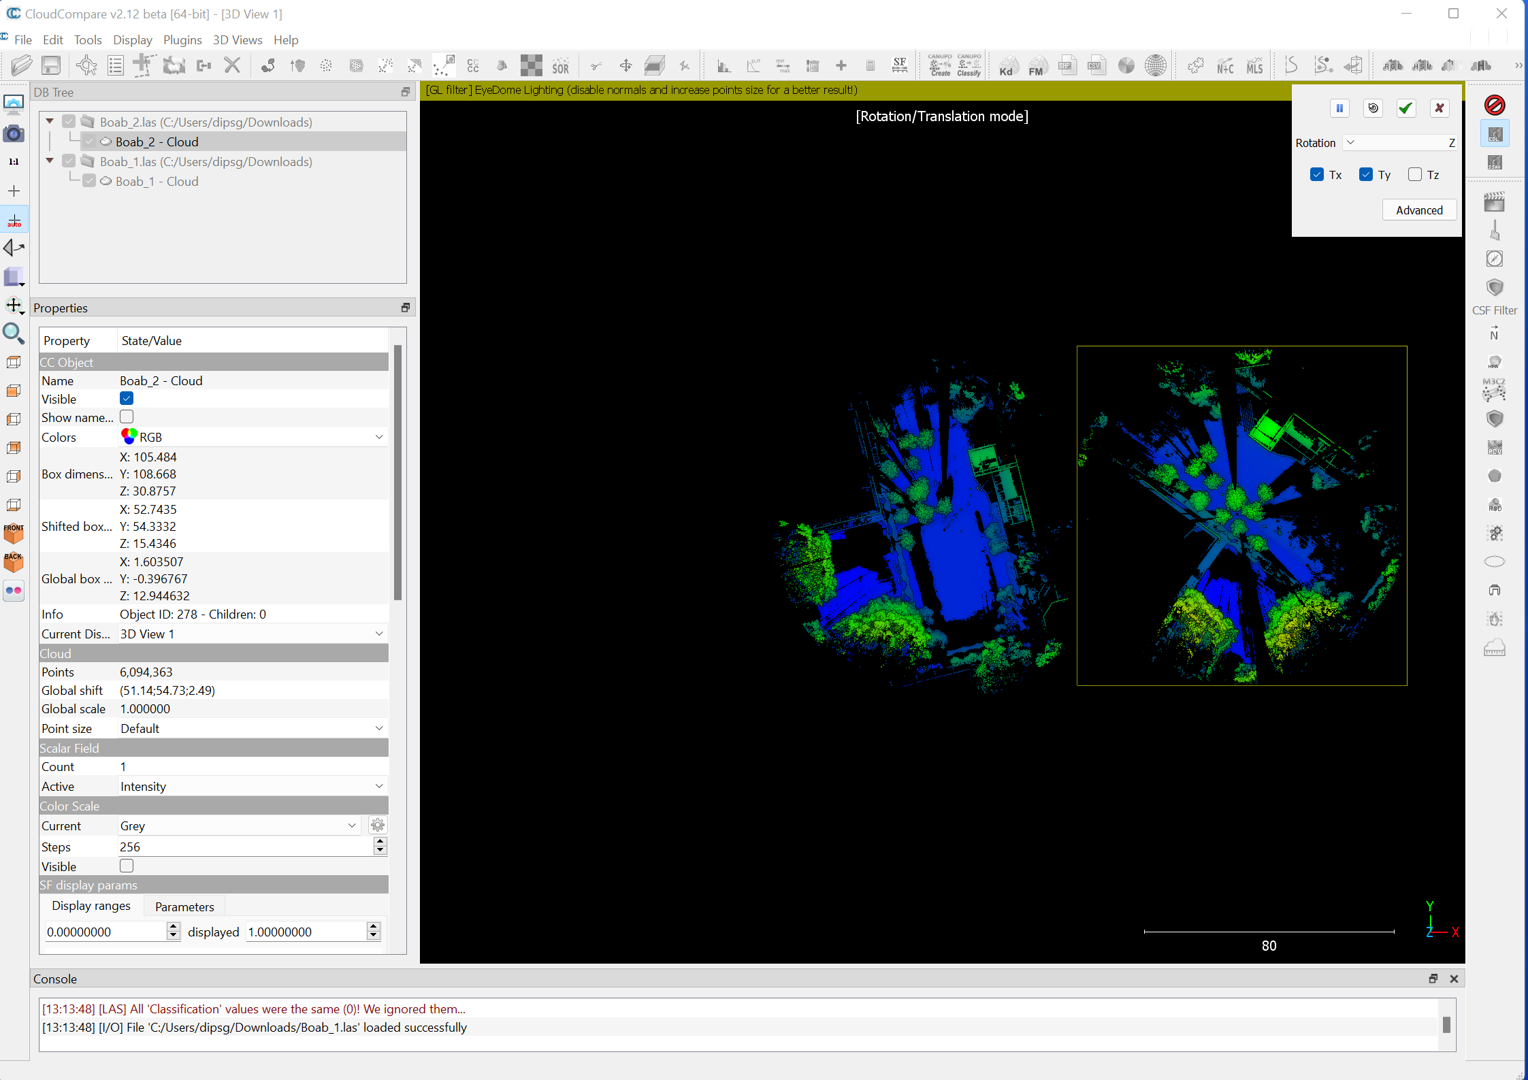 CloudCompare v2.12 beta [64-bit] - [3D View 1]
File Edit Tools Display Plugins 3D Views Help
SOR
SF
CANUPO Create
CANUPO Classify
Kd
FM
N+C
MLS
DB Tree
Boab_2.las (C:/Users/dipsg/Downloads)
Boab_2 - Cloud
Boab_1.las (C:/Users/dipsg/Downloads)
Boab_1 - Cloud
1:1
auto
FRONT
BACK
Properties
Property State/Value
CC Object
Name Boab_2 - Cloud
Visible
Show name...
Colors RGB
Box dimens... X: 105.484
Y: 108.668
Z: 30.8757
Shifted box... X: 52.7435
Y: 54.3332
Z: 15.4346
Global box ... X: 1.603507
Y: -0.396767
Z: 12.944632
Info Object ID: 278 - Children: 0
Current Dis... 3D View 1
Cloud
Points 6,094,363
Global shift (51.14;54.73;2.49)
Global scale 1.000000
Point size Default
Scalar Field
Count 1
Active Intensity
Color Scale
Current Grey
Steps 256
Visible
SF display params
Display ranges Parameters
0.00000000 displayed 1.00000000
[GL filter] EyeDome Lighting (disable normals and increase points size for a better result!)
[Rotation/Translation mode]
Rotation Z
Tx Ty Tz
Advanced
80
Y
Z X
CSF Filter
N
M3C2
Console
[13:13:48] [LAS] All 'Classification' values were the same (0)! We ignored them...
[13:13:48] [I/O] File 'C:/Users/dipsg/Downloads/Boab_1.las' loaded successfully